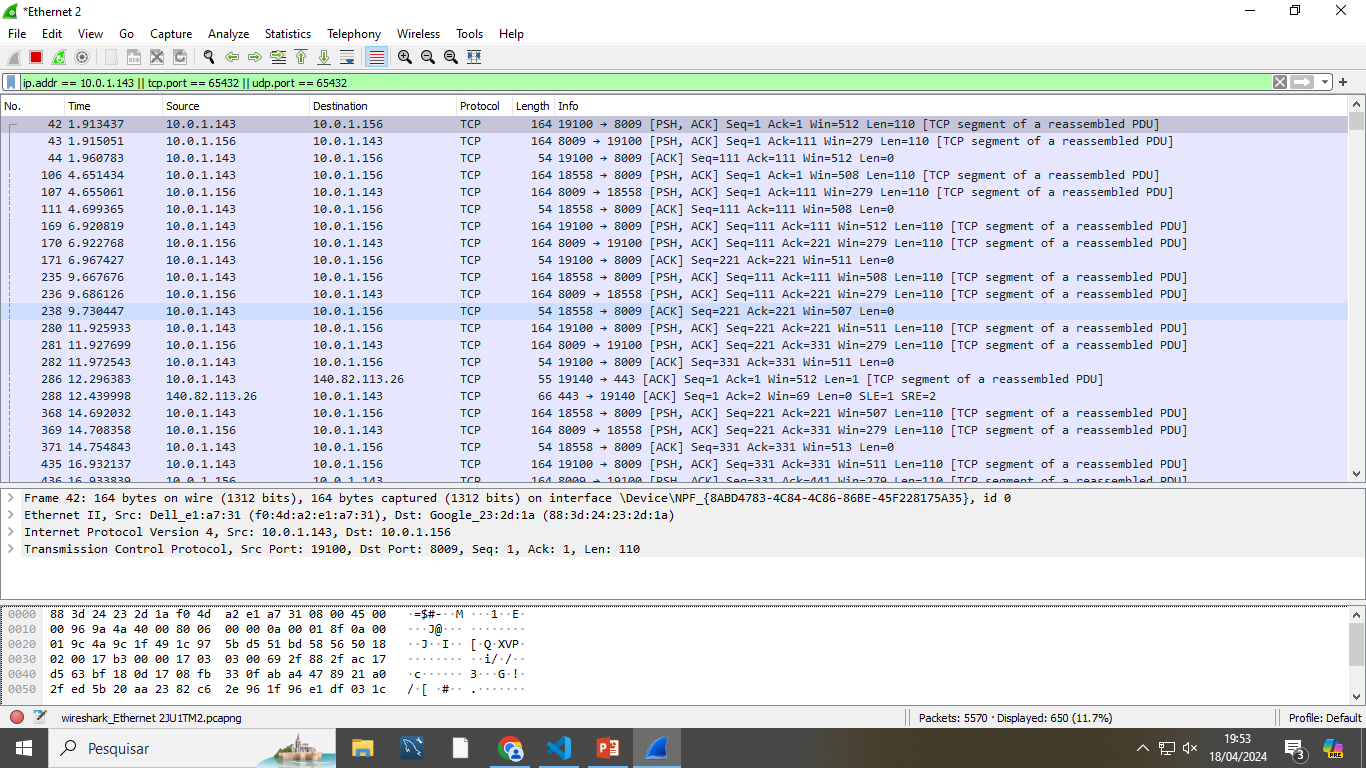 *Ethernet 2
File Edit View Go Capture Analyze Statistics Telephony Wireless Tools Help
ip.addr == 10.0.1.143 || tcp.port == 65432 || udp.port == 65432
No. Time Source Destination Protocol Length Info
42 1.913437 10.0.1.143 10.0.1.156 TCP 164 19100 → 8009 [PSH, ACK] Seq=1 Ack=1 Win=512 Len=110 [TCP segment of a reassembled PDU]
43 1.915051 10.0.1.156 10.0.1.143 TCP 164 8009 → 19100 [PSH, ACK] Seq=1 Ack=111 Win=279 Len=110 [TCP segment of a reassembled PDU]
44 1.960783 10.0.1.143 10.0.1.156 TCP 54 19100 → 8009 [ACK] Seq=111 Ack=111 Win=512 Len=0
106 4.651434 10.0.1.143 10.0.1.156 TCP 164 18558 → 8009 [PSH, ACK] Seq=1 Ack=1 Win=508 Len=110 [TCP segment of a reassembled PDU]
107 4.655061 10.0.1.156 10.0.1.143 TCP 164 8009 → 18558 [PSH, ACK] Seq=1 Ack=111 Win=279 Len=110 [TCP segment of a reassembled PDU]
111 4.699365 10.0.1.143 10.0.1.156 TCP 54 18558 → 8009 [ACK] Seq=111 Ack=111 Win=508 Len=0
169 6.920819 10.0.1.143 10.0.1.156 TCP 164 19100 → 8009 [PSH, ACK] Seq=111 Ack=111 Win=512 Len=110 [TCP segment of a reassembled PDU]
170 6.922768 10.0.1.156 10.0.1.143 TCP 164 8009 → 19100 [PSH, ACK] Seq=111 Ack=221 Win=279 Len=110 [TCP segment of a reassembled PDU]
171 6.967427 10.0.1.143 10.0.1.156 TCP 54 19100 → 8009 [ACK] Seq=221 Ack=221 Win=511 Len=0
235 9.667676 10.0.1.143 10.0.1.156 TCP 164 18558 → 8009 [PSH, ACK] Seq=111 Ack=111 Win=508 Len=110 [TCP segment of a reassembled PDU]
236 9.686126 10.0.1.156 10.0.1.143 TCP 164 8009 → 18558 [PSH, ACK] Seq=111 Ack=221 Win=279 Len=110 [TCP segment of a reassembled PDU]
238 9.730447 10.0.1.143 10.0.1.156 TCP 54 18558 → 8009 [ACK] Seq=221 Ack=221 Win=507 Len=0
280 11.925933 10.0.1.143 10.0.1.156 TCP 164 19100 → 8009 [PSH, ACK] Seq=221 Ack=221 Win=511 Len=110 [TCP segment of a reassembled PDU]
281 11.927699 10.0.1.156 10.0.1.143 TCP 164 8009 → 19100 [PSH, ACK] Seq=221 Ack=331 Win=279 Len=110 [TCP segment of a reassembled PDU]
282 11.972543 10.0.1.143 10.0.1.156 TCP 54 19100 → 8009 [ACK] Seq=331 Ack=331 Win=511 Len=0
286 12.296383 10.0.1.143 140.82.113.26 TCP 55 19140 → 443 [ACK] Seq=1 Ack=1 Win=512 Len=1 [TCP segment of a reassembled PDU]
288 12.439998 140.82.113.26 10.0.1.143 TCP 66 443 → 19140 [ACK] Seq=1 Ack=2 Win=69 Len=0 SLE=1 SRE=2
368 14.692032 10.0.1.143 10.0.1.156 TCP 164 18558 → 8009 [PSH, ACK] Seq=221 Ack=221 Win=507 Len=110 [TCP segment of a reassembled PDU]
369 14.708358 10.0.1.156 10.0.1.143 TCP 164 8009 → 18558 [PSH, ACK] Seq=221 Ack=331 Win=279 Len=110 [TCP segment of a reassembled PDU]
371 14.754843 10.0.1.143 10.0.1.156 TCP 54 18558 → 8009 [ACK] Seq=331 Ack=331 Win=513 Len=0
435 16.932137 10.0.1.143 10.0.1.156 TCP 164 19100 → 8009 [PSH, ACK] Seq=331 Ack=331 Win=511 Len=110 [TCP segment of a reassembled PDU]
436 16.933839 10.0.1.156 10.0.1.143 TCP 164 8009 → 19100 [PSH, ACK] Seq=331 Ack=441 Win=279 Len=110 [TCP segment of a reassembled PDU]
Frame 42: 164 bytes on wire (1312 bits), 164 bytes captured (1312 bits) on interface \Device\NPF_{8ABD4783-4C84-4C86-86BE-45F228175A35}, id 0
Ethernet II, Src: Dell_e1:a7:31 (f0:4d:a2:e1:a7:31), Dst: Google_23:2d:1a (88:3d:24:23:2d:1a)
Internet Protocol Version 4, Src: 10.0.1.143, Dst: 10.0.1.156
Transmission Control Protocol, Src Port: 19100, Dst Port: 8009, Seq: 1, Ack: 1, Len: 110
0000 88 3d 24 23 2d 1a f0 4d a2 e1 a7 31 08 00 45 00 ·=$#-··M ···1··E·
0010 00 96 9a 4a 40 00 80 06 00 00 0a 00 01 8f 0a 00 ···J@··· ········
0020 01 9c 4a 9c 1f 49 1c 97 5b d5 51 bd 58 56 50 18 ··J··I·· [·Q·XVP·
0030 02 00 17 b3 00 00 17 03 03 00 69 2f 88 2f ac 17 ········ ··i/·/··
0040 d5 63 bf 18 0d 17 08 fb 33 0f ab a4 47 89 21 a0 ·c······ 3···G·!·
0050 2f ed 5b 20 aa 23 82 c6 2e 96 1f 96 e1 df 03 1c /·[ ·#·· .·······
wireshark_Ethernet 2JU1TM2.pcapng
Packets: 5570 · Displayed: 650 (11.7%)
Profile: Default
Pesquisar
19:53
18/04/2024
3
PRE